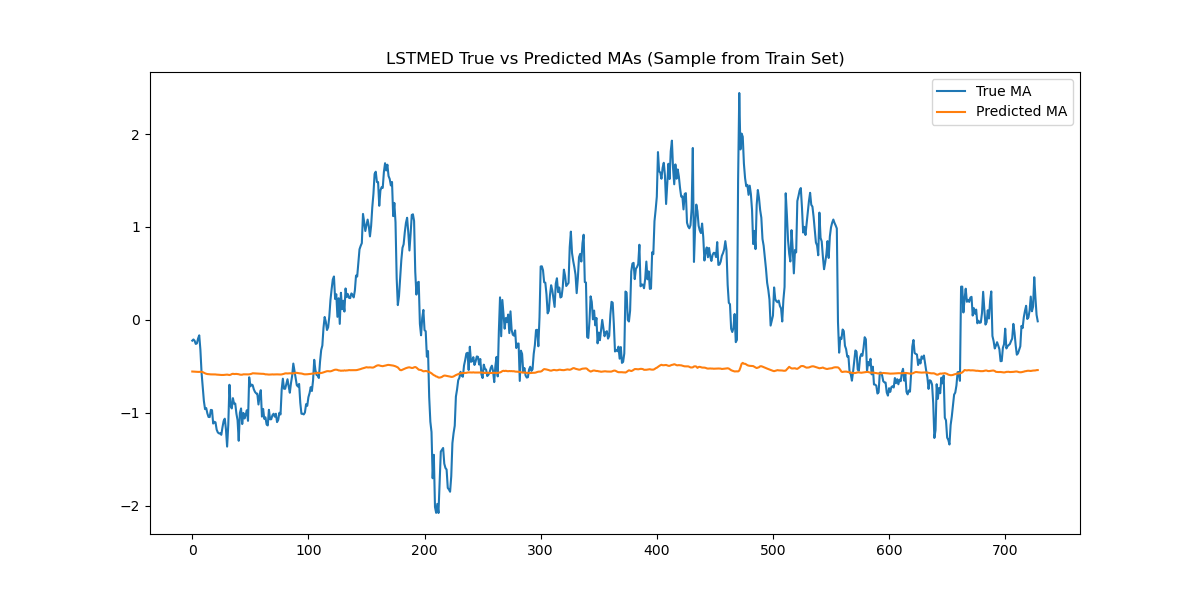 LSTMED True vs Predicted MAs (Sample from Train Set)
True MA
Predicted MA
2
1
0
−1
−2
0 100 200 300 400 500 600 700